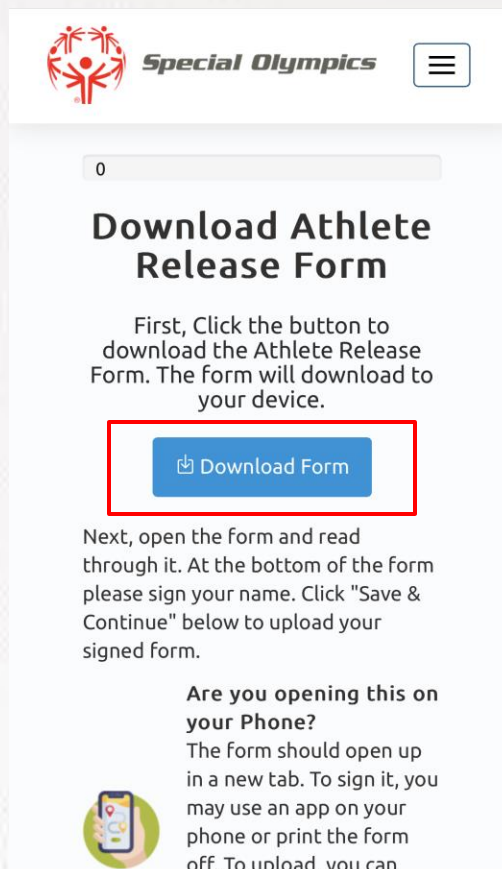 Special Olympics
0
Download Athlete
Release Form
First, Click the button to
download the Athlete Release
Form. The form will download to
your device.
Download Form
Next, open the form and read
through it. At the bottom of the form
please sign your name. Click "Save &
Continue" below to upload your
signed form.
Are you opening this on
your Phone?
The form should open up
in a new tab. To sign it, you
may use an app on your
phone or print the form
off. To upload, you can